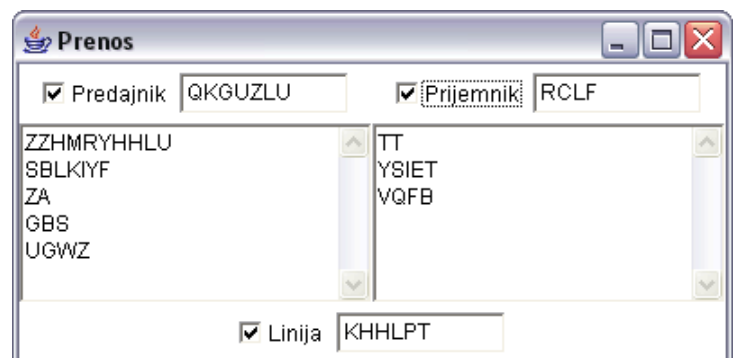 Prenos
Predajnik QKGUZLU Prijemnik RCLF
ZZHMRYHHLU
SBLKIYF
ZA
GBS
UGWZ
TT
YSIET
VQFB
Linija KHHLPT